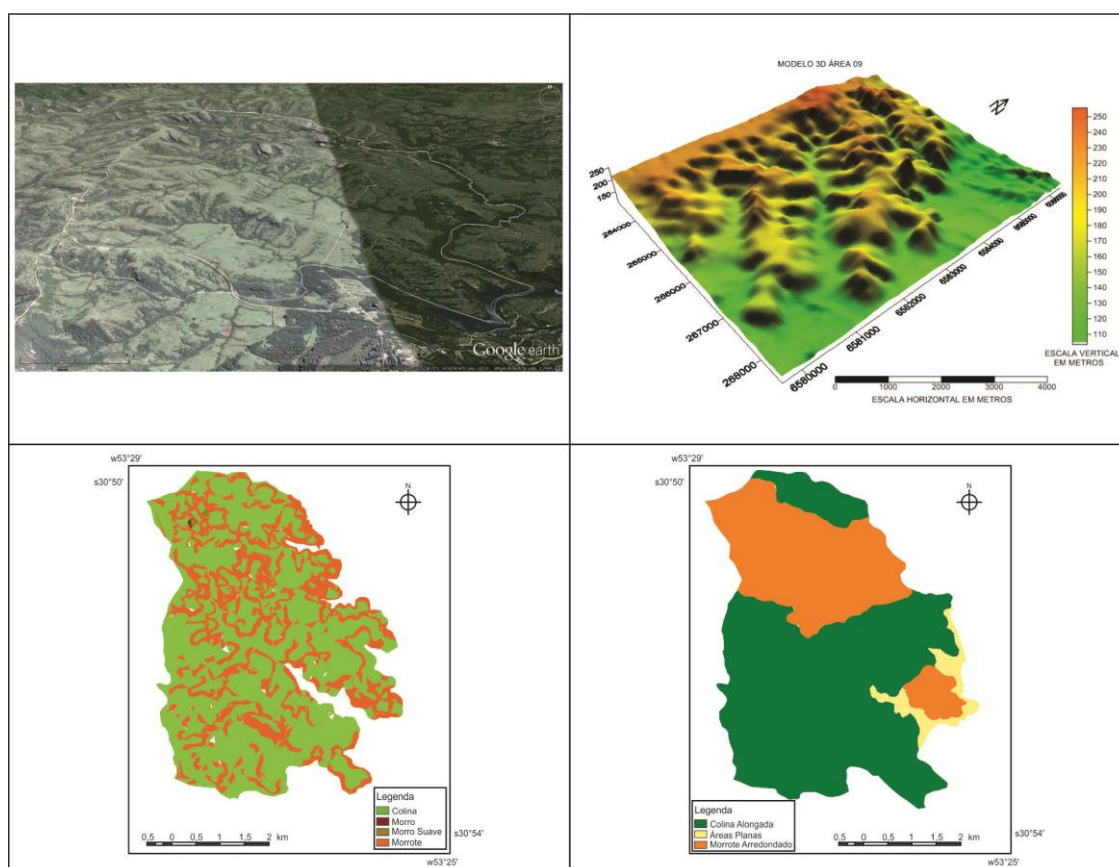 Google earth
MODELO 3D ÁREA 09
N
250
200
150
264000
265000
266000
267000
268000
6580000
6581000
6582000
6583000
6584000
250
240
230
220
210
200
190
180
170
160
150
140
130
120
110
ESCALA VERTICAL
EM METROS
0 1000 2000 3000 4000
ESCALA HORIZONTAL EM METROS
w53°29'
s30°50'
N
Legenda
Colina
Morro
Morro Suave
Morrote
0.5 0 0.5 1 1.5 2 km
s30°54'
w53°25'
w53°29'
s30°50'
N
Legenda
Colina Alongada
Áreas Planas
Morrote Arredondado
0.5 0 0.5 1 1.5 2 km
s30°54'
w53°25'